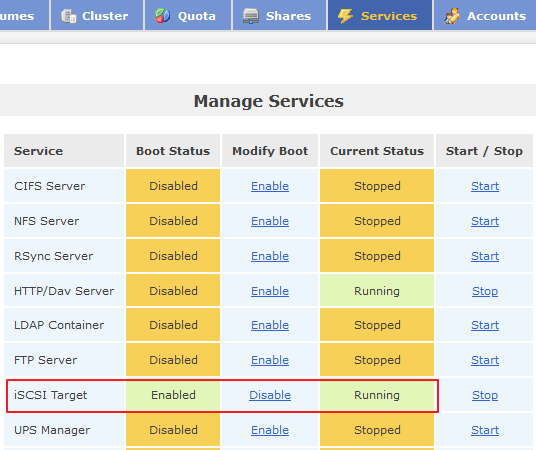 umes Cluster Quota Shares Services Accounts
Manage Services
Service Boot Status Modify Boot Current Status Start / Stop
CIFS Server Disabled Enable Stopped Start
NFS Server Disabled Enable Stopped Start
RSync Server Disabled Enable Stopped Start
HTTP/Dav Server Disabled Enable Running Stop
LDAP Container Disabled Enable Stopped Start
FTP Server Disabled Enable Stopped Start
iSCSI Target Enabled Disable Running Stop
UPS Manager Disabled Enable Stopped Start